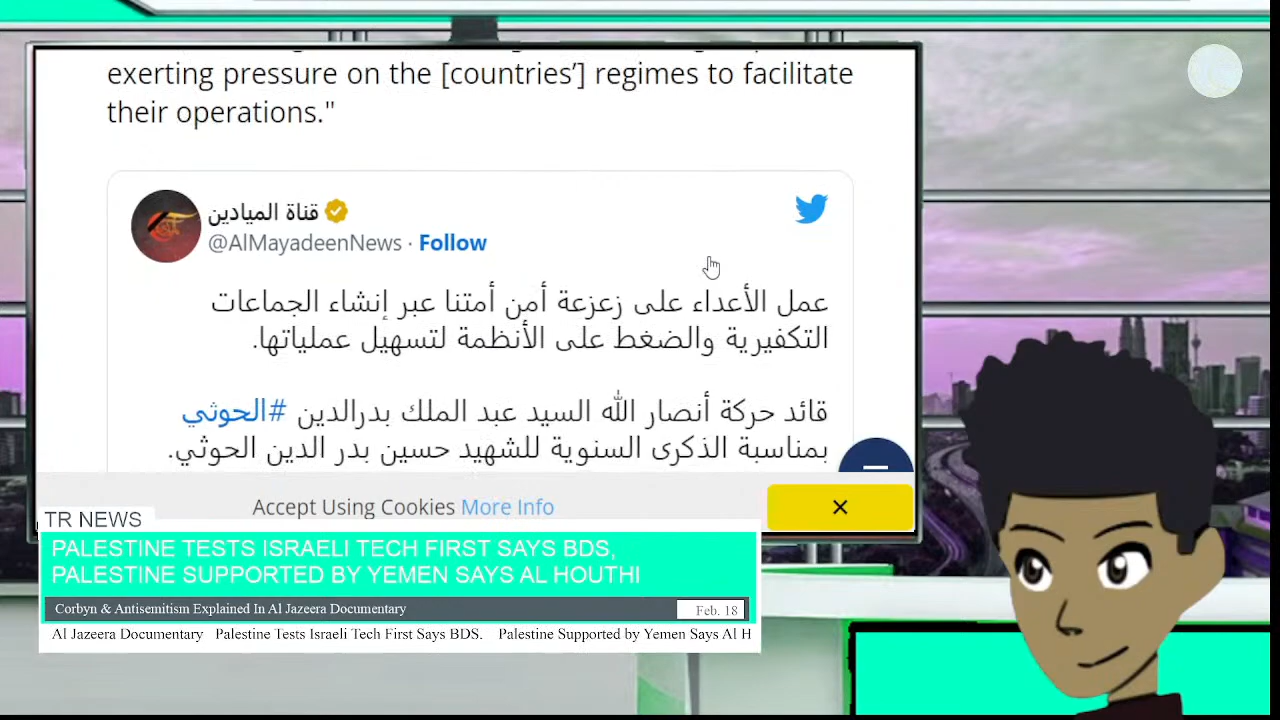 exerting pressure on the [countries'] regimes to facilitate
their operations."
قناة الميادين
@AlMayadeenNews · Follow
عمل الأعداء على زعزعة أمن أمتنا عبر إنشاء الجماعات
التكفيرية والضغط على الأنظمة لتسهيل عملياتها.
قائد حركة أنصار الله السيد عبد الملك بدرالدين #الحوثي
بمناسبة الذكرى السنوية للشهيد حسين بدر الدين الحوثي.
Accept Using Cookies More Info
TR NEWS
PALESTINE TESTS ISRAELI TECH FIRST SAYS BDS,
PALESTINE SUPPORTED BY YEMEN SAYS AL HOUTHI
Corbyn & Antisemitism Explained In Al Jazeera Documentary
Feb. 18
Al Jazeera Documentary Palestine Tests Israeli Tech First Says BDS. Palestine Supported by Yemen Says Al H